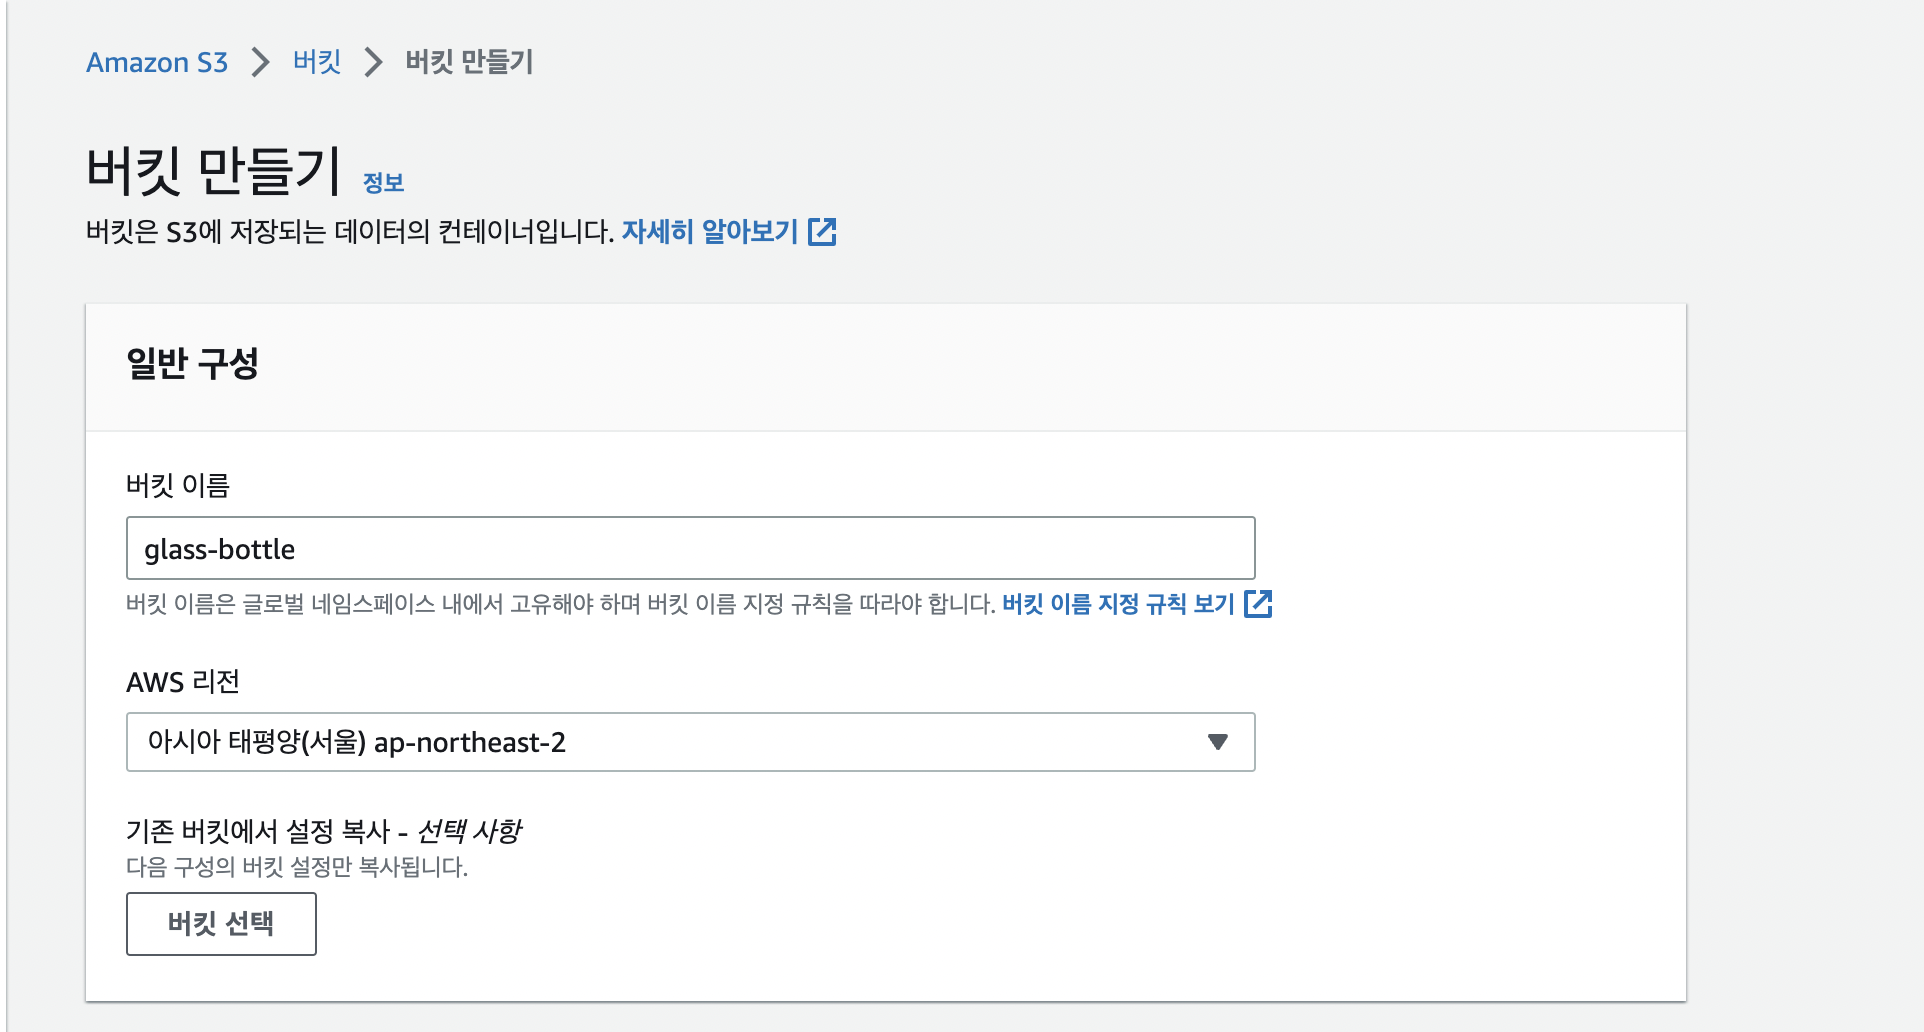 Amazon S3 > 버킷 > 버킷 만들기
버킷 만들기 정보
버킷은 S3에 저장되는 데이터의 컨테이너입니다. 자세히 알아보기
일반 구성
버킷 이름
glass-bottle
버킷 이름은 글로벌 네임스페이스 내에서 고유해야 하며 버킷 이름 지정 규칙을 따라야 합니다. 버킷 이름 지정 규칙 보기
AWS 리전
아시아 태평양(서울) ap-northeast-2
기존 버킷에서 설정 복사 - 선택 사항
다음 구성의 버킷 설정만 복사됩니다.
버킷 선택